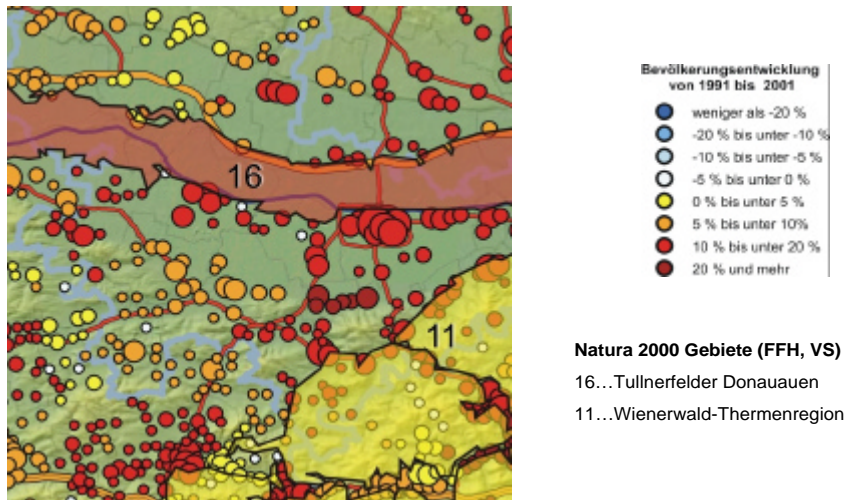 16
11
Bevölkerungsentwicklung
von 1991 bis 2001
weniger als -20 %
-20 % bis unter -10 %
-10 % bis unter -5 %
-5 % bis unter 0 %
0 % bis unter 5 %
5 % bis unter 10%
10 % bis unter 20 %
20 % und mehr
Natura 2000 Gebiete (FFH, VS)
16…Tullnerfelder Donauauen
11…Wienerwald-Thermenregion